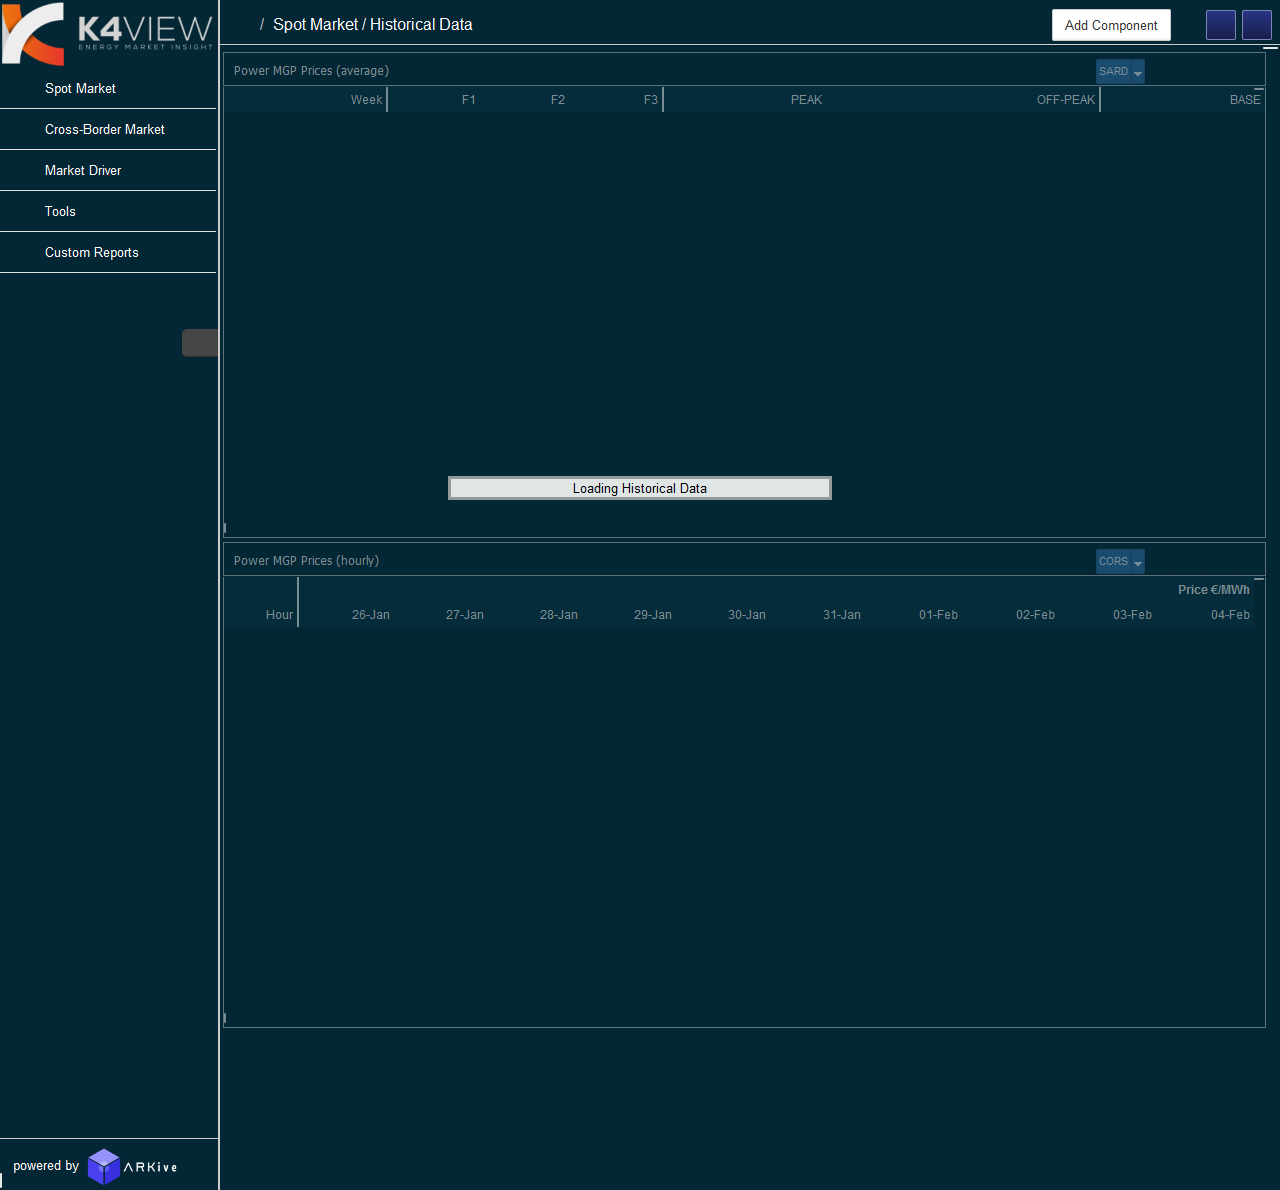 K4VIEW
ENERGY MARKET INSIGHT
/ Spot Market / Historical Data
Add Component
Spot Market
Cross-Border Market
Market Driver
Tools
Custom Reports
Power MGP Prices (average)
SARD
Week F1 F2 F3 PEAK OFF-PEAK BASE
Loading Historical Data
Power MGP Prices (hourly)
CORS
Price €/MWh
Hour 26-Jan 27-Jan 28-Jan 29-Jan 30-Jan 31-Jan 01-Feb 02-Feb 03-Feb 04-Feb
powered by ARKive